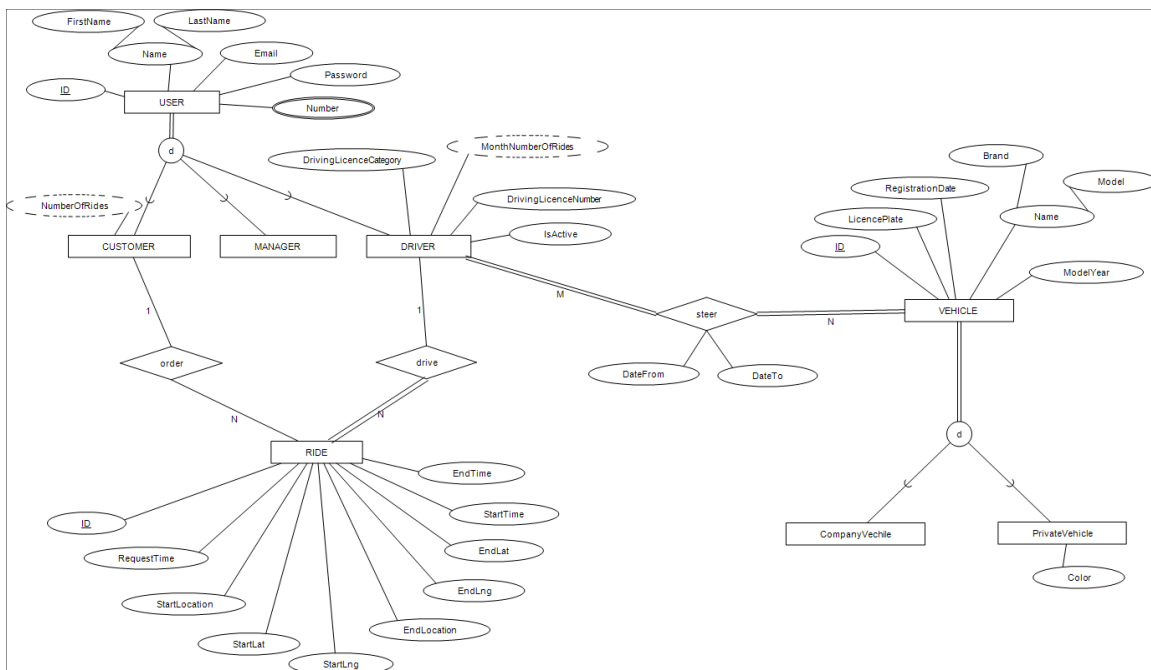 FirstName
LastName
Name
Email
Password
ID
USER
Number
d
MonthNumberOfRides
DrivingLicenceCategory
DrivingLicenceNumber
IsActive
NumberOfRides
CUSTOMER
MANAGER
DRIVER
Brand
Model
RegistrationDate
LicencePlate
Name
ID
ModelYear
VEHICLE
M
steer
N
DateFrom
DateTo
1
1
order
drive
N
N
RIDE
d
EndTime
StartTime
ID
EndLat
RequestTime
EndLng
StartLocation
EndLocation
StartLat
StartLng
CompanyVechile
PrivateVehicle
Color